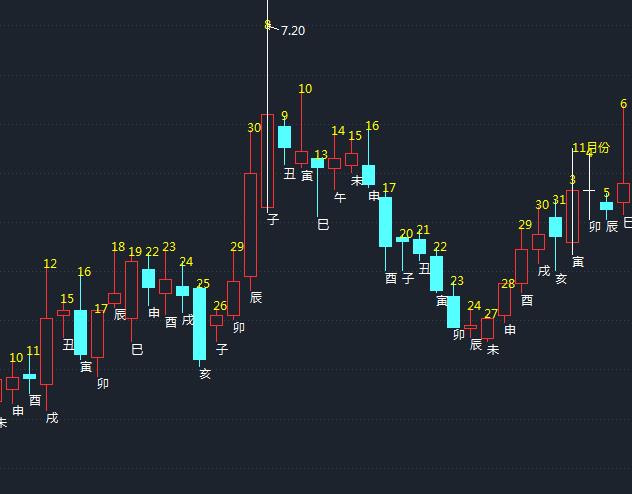 8
7.20
10
9
30
14
16
15
13
丑
寅
未
申
17
午
子
巳
18
19
22
23
29
20
21
22
酉
子
丑
12
24
16
25
23
寅
辰
15
17
26
24
27
28
辰
申
酉
戌
卯
卯
子
辰
未
申
丑
巳
10
11
寅
亥
卯
未
申
酉
戌
6
11月份
4
3
5
30
31
29
卯
辰
巳
戌
寅
亥
酉